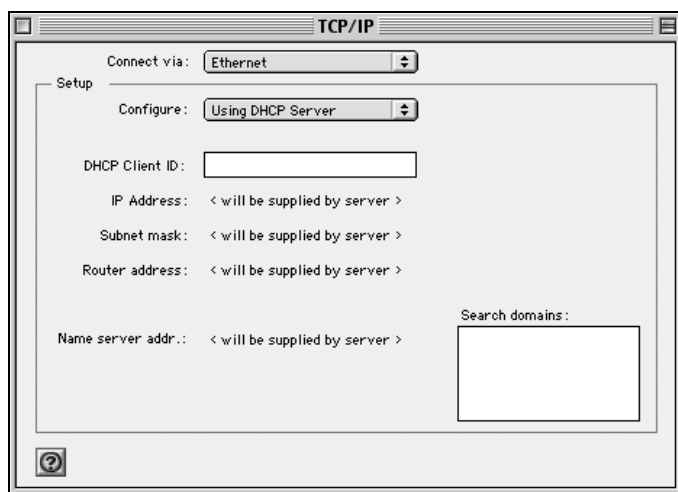 TCP/IP
Connect via: Ethernet
Setup
Configure: Using DHCP Server
DHCP Client ID:
IP Address: < will be supplied by server >
Subnet mask: < will be supplied by server >
Router address: < will be supplied by server >
Search domains:
Name server addr.: < will be supplied by server >
?